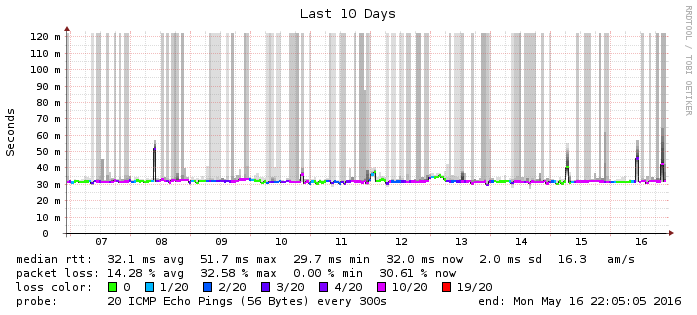 Last 10 Days
RRDTOOL / TOBI OETIKER
Seconds
120 m
110 m
100 m
90 m
80 m
70 m
60 m
50 m
40 m
30 m
20 m
10 m
0
07 08 09 10 11 12 13 14 15 16
median rtt: 32.1 ms avg 51.7 ms max 29.7 ms min 32.0 ms now 2.0 ms sd 16.3 am/s
packet loss: 14.28 % avg 32.58 % max 0.00 % min 30.61 % now
loss color: 0 1/20 2/20 3/20 4/20 10/20 19/20
probe: 20 ICMP Echo Pings (56 Bytes) every 300s end: Mon May 16 22:05:05 2016